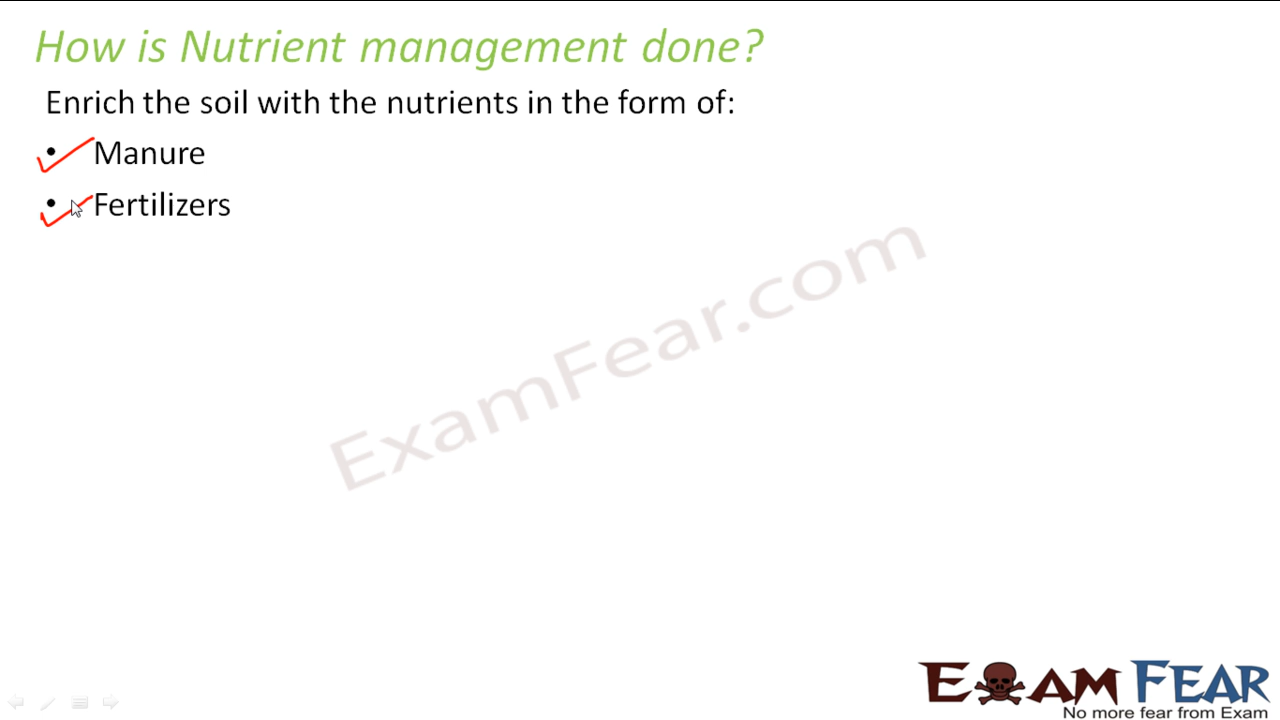 How is Nutrient management done?
Enrich the soil with the nutrients in the form of:
• Manure
• Fertilizers
ExamFear.com
EXAM FEAR
No more fear from Exam